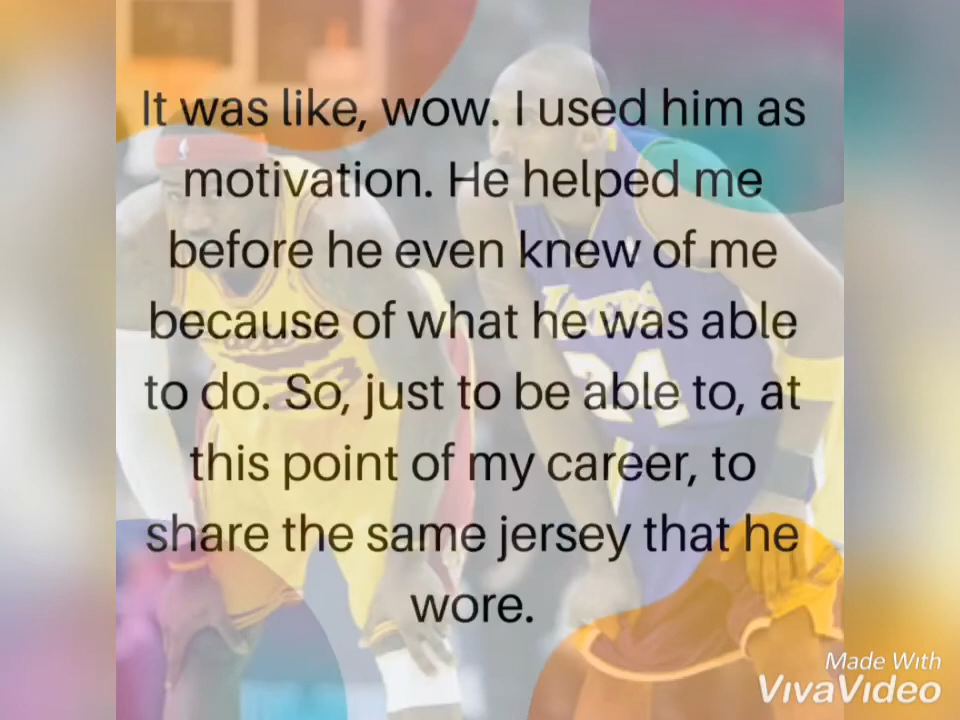 It was like, wow. I used him as
motivation. He helped me
before he even knew of me
because of what he was able
to do. So, just to be able to, at
this point of my career, to
share the same jersey that he
wore.
Lakers
24
Made With
VivaVideo